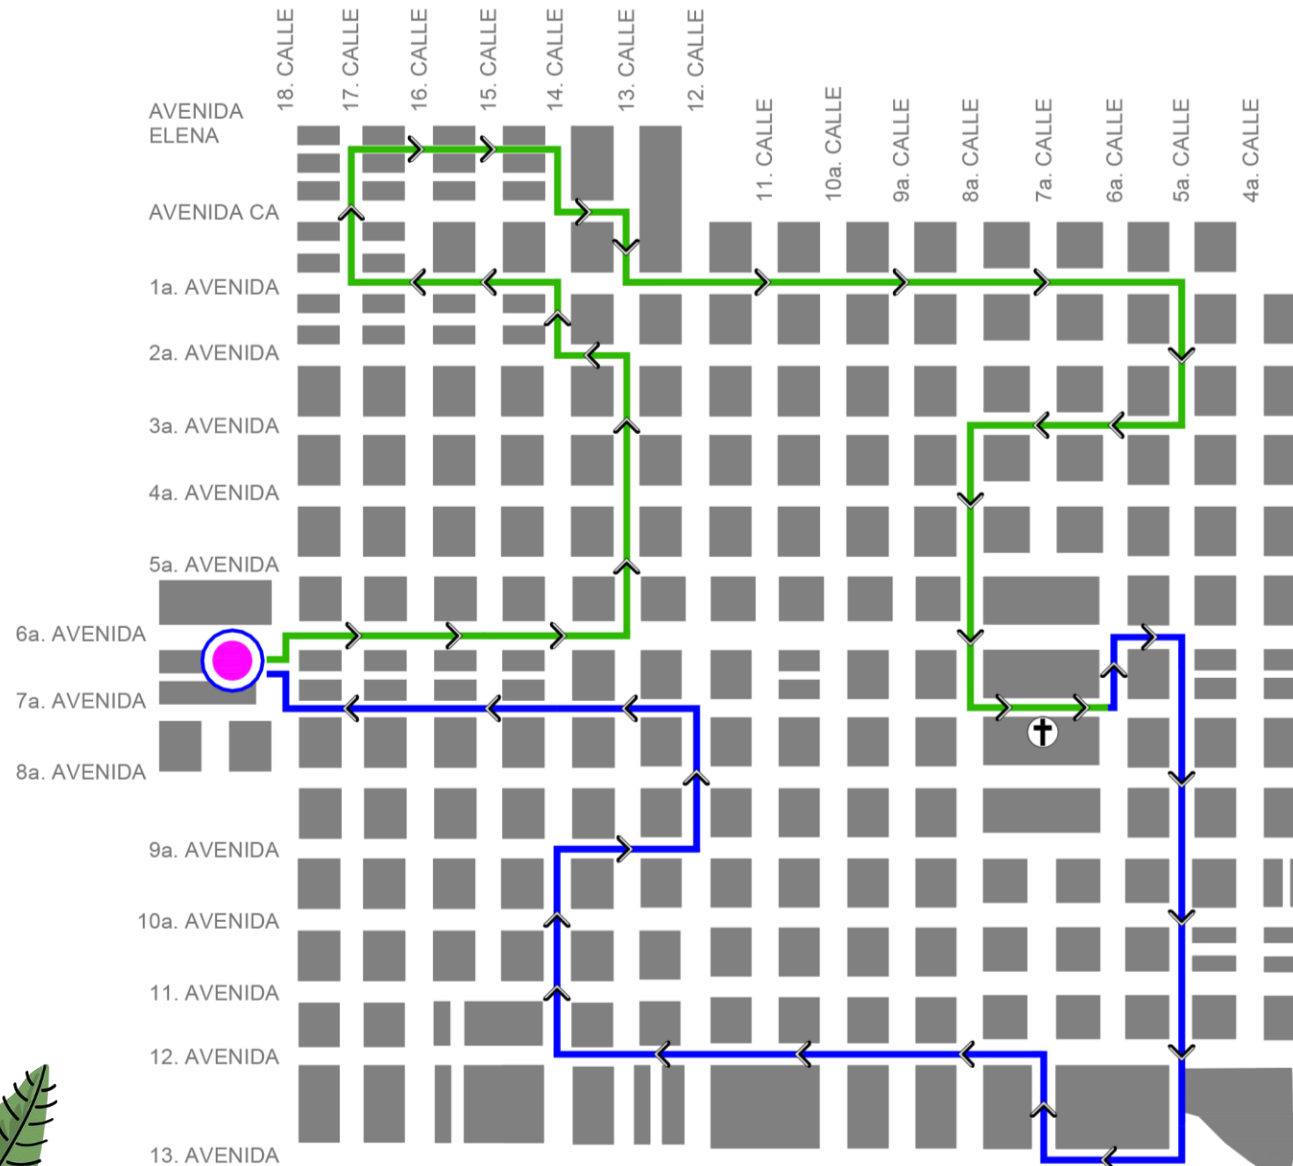 18. CALLE
17. CALLE
16. CALLE
15. CALLE
14. CALLE
13. CALLE
12. CALLE
11. CALLE
10a. CALLE
9a. CALLE
8a. CALLE
7a. CALLE
6a. CALLE
5a. CALLE
4a. CALLE
AVENIDA
ELENA
AVENIDA CA
1a. AVENIDA
2a. AVENIDA
3a. AVENIDA
4a. AVENIDA
5a. AVENIDA
6a. AVENIDA
7a. AVENIDA
8a. AVENIDA
9a. AVENIDA
10a. AVENIDA
11. AVENIDA
12. AVENIDA
13. AVENIDA